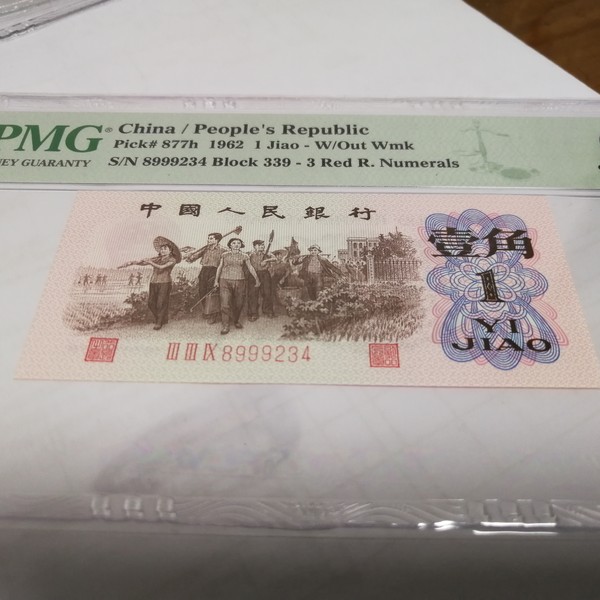 PMG
China / People's Republic
Pick# 877h 1962 1 Jiao - W/Out Wmk
EY GUARANTY
S/N 8999234 Block 339 - 3 Red R. Numerals
中國人民銀行
壹角
1
YI
JIAO
III III IX 8999234